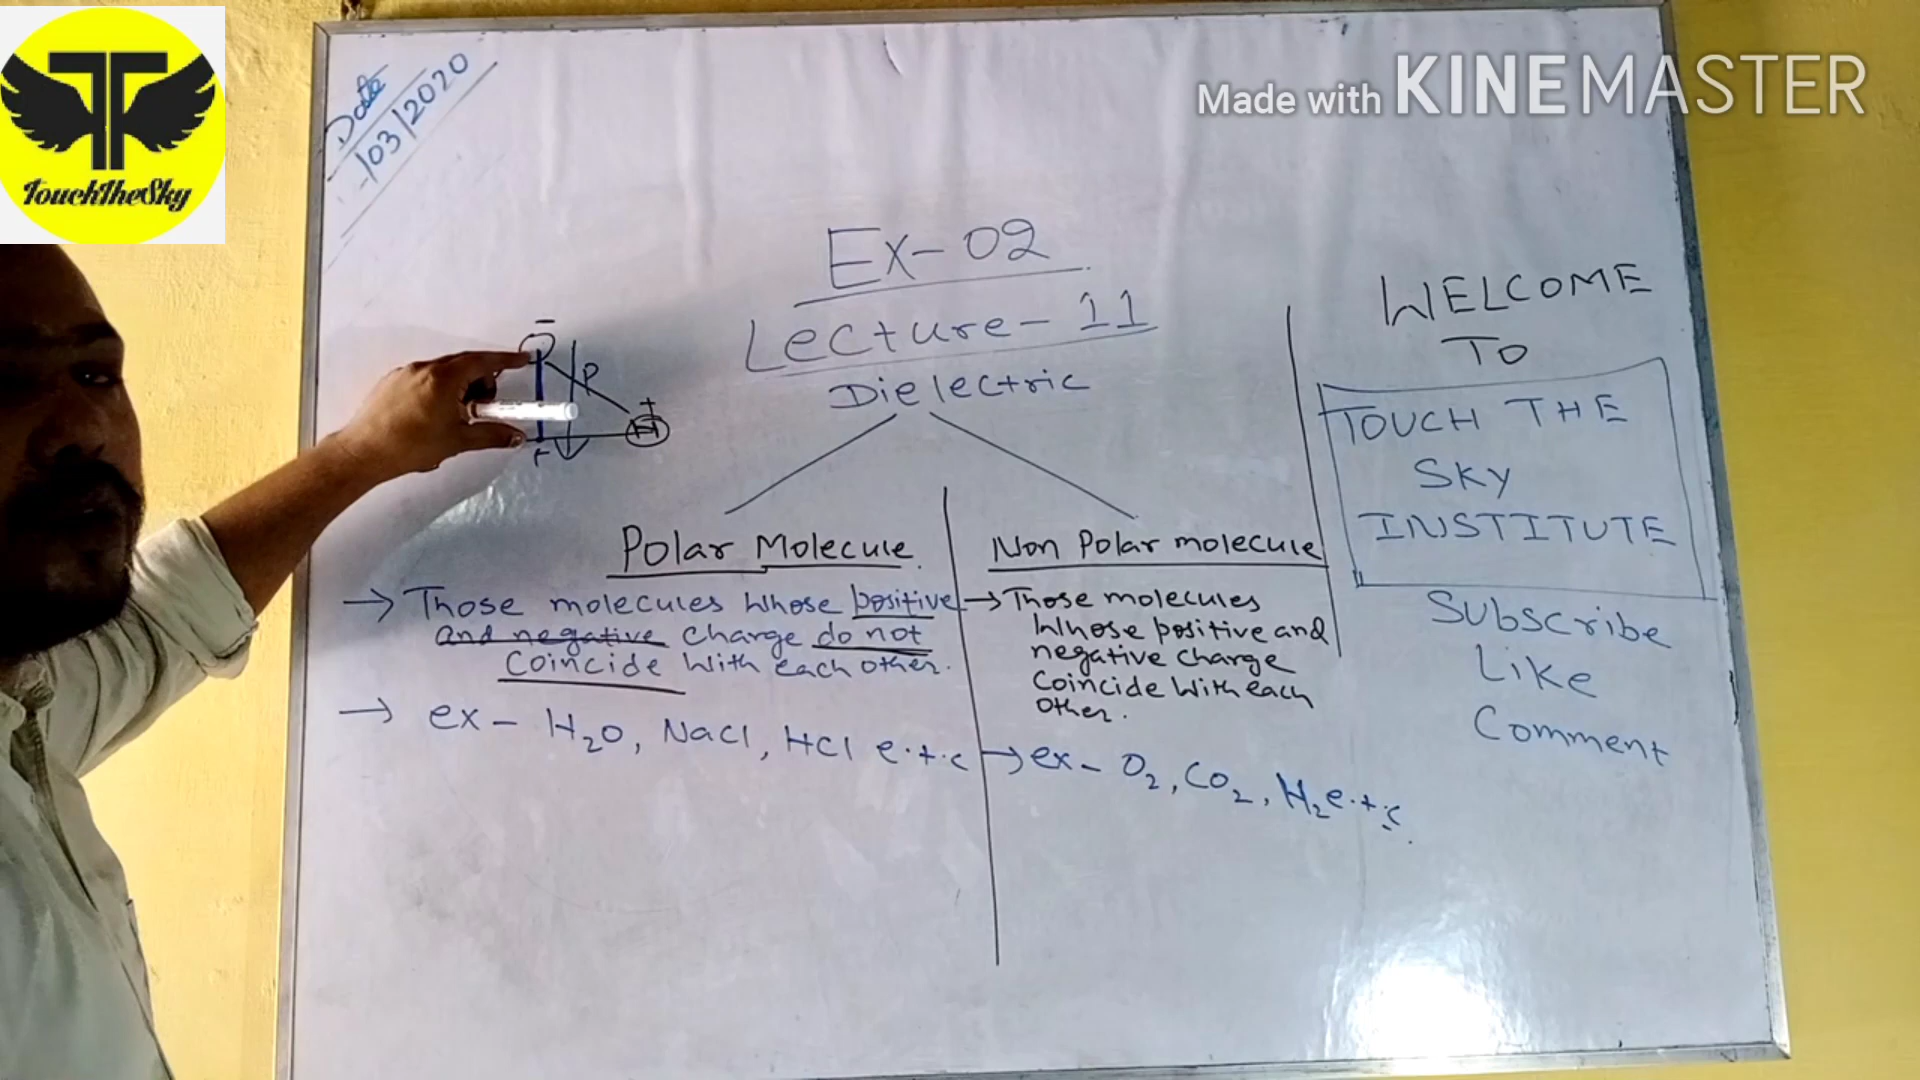 TT
TouchTheSky
Made with KINEMASTER
Date
-/03/2020
Ex-02
Lecture-11
Dielectric
-
P
+
H
+
Polar Molecule
→ Those molecules whose positive
and negative charge do not
coincide with each other.
→ ex - H₂O, NaCl, HCl e.t.c
Non Polar molecule
→ Those molecules
whose positive and
negative charge
coincide with each
other.
→ ex - O₂, CO₂, H₂ e.t.c
WELCOME
TO
TOUCH THE
SKY
INSTITUTE
Subscribe
Like
Comment